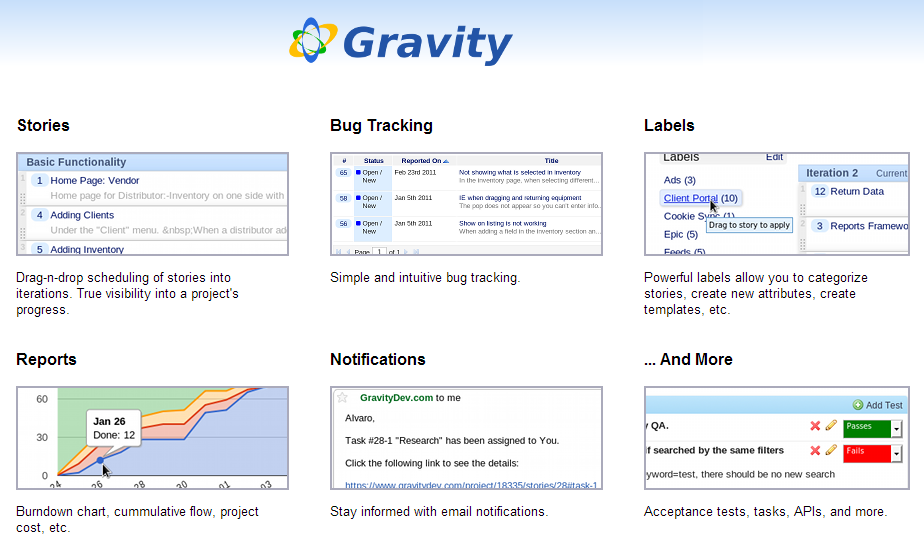 Gravity
Stories
Basic Functionality
1 Home Page: Vendor
Home page for Distributor:-Inventory on one side with
4 Adding Clients
Under the "Client" menu. &nbsp;When a distributor ad
5 Adding Inventory
Drag-n-drop scheduling of stories into
iterations. True visibility into a project's
progress.
Bug Tracking
# Status Reported On Title
65 Open / New Feb 23rd 2011 Not showing what is selected in inventory
In the inventory page, when selecting different...
58 Open / New Jan 5th 2011 IE when dragging and returning equipment
The pop does not appear so you can't enter info...
56 Open / New Jan 5th 2011 Show on listing is not working
When adding a field in the inventory section an...
Page 1 of 1
Simple and intuitive bug tracking.
Labels
Labels Edit
Ads (3)
Client Portal (10)
Cookie Sync (1)
Drag to story to apply
Epic (5)
Feeds (5)
Iteration 2 Current
12 Return Data
3 Reports Framewo
Powerful labels allow you to categorize
stories, create new attributes, create
templates, etc.
Reports
60
30
0
Jan 26
Done: 12
24 26 28 30 01 03
Burndown chart, cummulative flow, project
cost, etc.
Notifications
GravityDev.com to me
Alvaro,
Task #28-1 "Research" has been assigned to You.
Click the following link to see the details:
https://www.gravitydev.com/project/18335/stories/28#task-1
Stay informed with email notifications.
... And More
Add Test
y QA. Passes
if searched by the same filters Fails
yword=test, there should be no new search
Acceptance tests, tasks, APIs, and more.